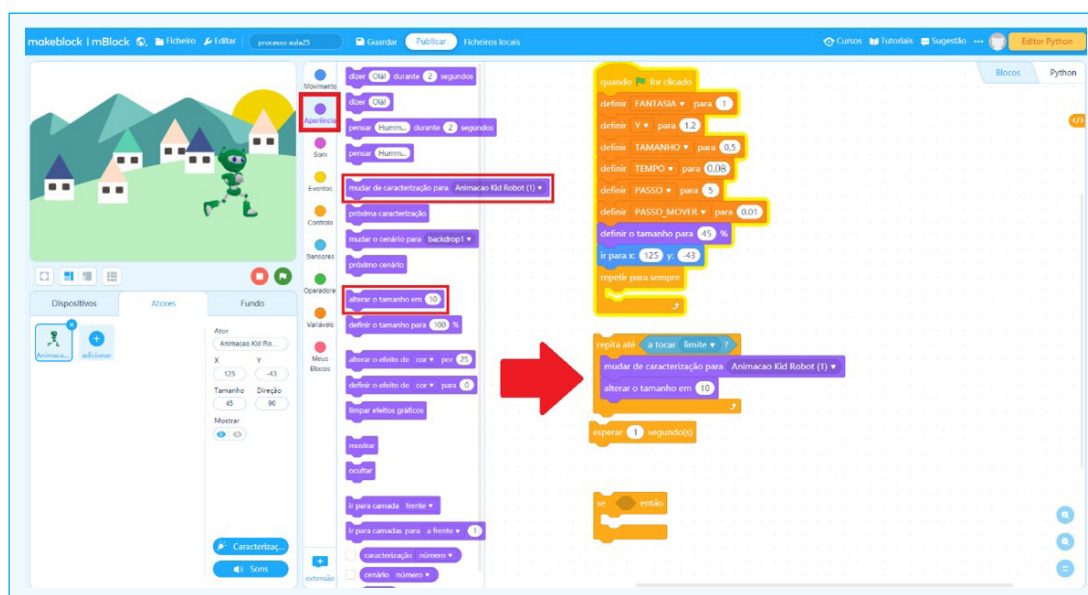 makeblock | mBlock Ficheiro Editar processo aula25 Guardar Publicar Ficheiros locais Cursos Tutoriais Sugestão ... Editor Python
Blocos Python
Movimento
Aparência
Som
Eventos
Controlo
Sensores
Operadore
Variáveis
Meus
Blocos
extensão
dizer Olá! durante 2 segundos
dizer Olá!
pensar Humm... durante 2 segundos
pensar Humm...
mudar de caracterização para Animacao Kid Robot (1)
próxima caracterização
mudar o cenário para backdrop1
próximo cenário
alterar o tamanho em 10
definir o tamanho para 100 %
alterar o efeito de cor por 25
definir o efeito de cor para 0
limpar efeitos gráficos
mostrar
ocultar
ir para camada frente
ir para camadas para a frente 1
caracterização número
cenário número
quando for clicado
definir FANTASIA para 1
definir Y para 1.2
definir TAMANHO para 0,5
definir TEMPO para 0.08
definir PASSO para 5
definir PASSO_MOVER para 0.01
definir o tamanho para 45 %
ir para x: 125 y: -43
repetir para sempre
repita até a tocar limite ?
mudar de caracterização para Animacao Kid Robot (1)
alterar o tamanho em 10
esperar 1 segundo(s)
se então
Dispositivos Atores Fundo
Animaca...
adicionar
Ator
Animacao Kid Ro...
X Y
125 -43
Tamanho Direção
45 90
Mostrar
Caracterizaç...
Sons